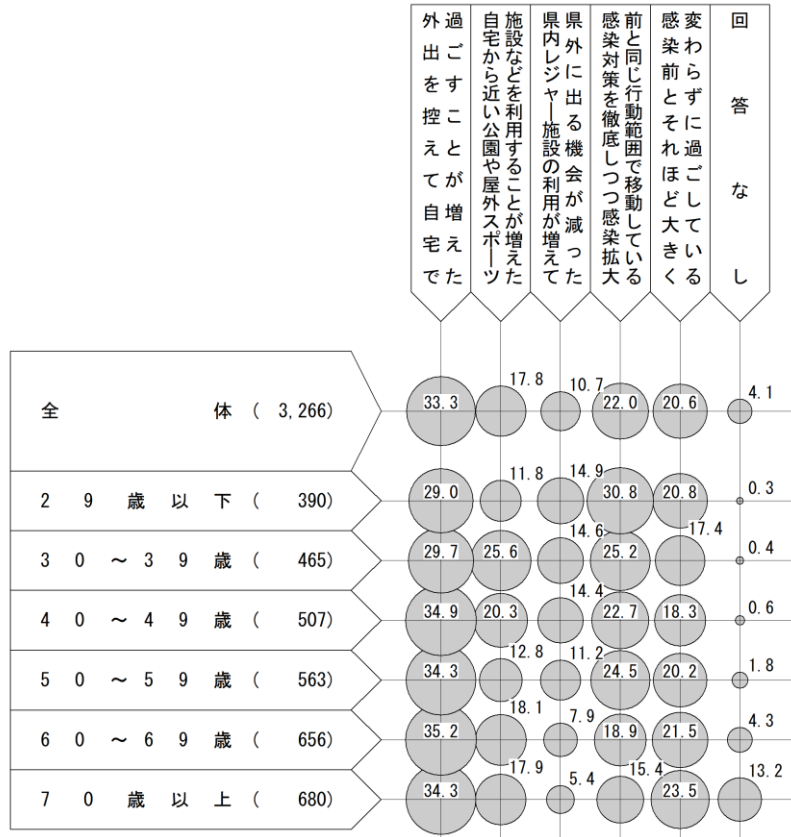 外出を控えて自宅で
過ごすことが増えた
自宅から近い公園や屋外スポーツ
施設などを利用することが増えた
県内レジャー施設の利用が増えて
県外に出る機会が減った
感染対策を徹底しつつ感染拡大
前と同じ行動範囲で移動している
感染前とそれほど大きく
変わらずに過ごしている
回答なし
全体(3,266) 33.3 17.8 10.7 22.0 20.6 4.1
29歳以下(390) 29.0 11.8 14.9 30.8 20.8 0.3
30～39歳(465) 29.7 25.6 14.6 25.2 17.4 0.4
40～49歳(507) 34.9 20.3 14.4 22.7 18.3 0.6
50～59歳(563) 34.3 12.8 11.2 24.5 20.2 1.8
60～69歳(656) 35.2 18.1 7.9 18.9 21.5 4.3
70歳以上(680) 34.3 17.9 5.4 15.4 23.5 13.2